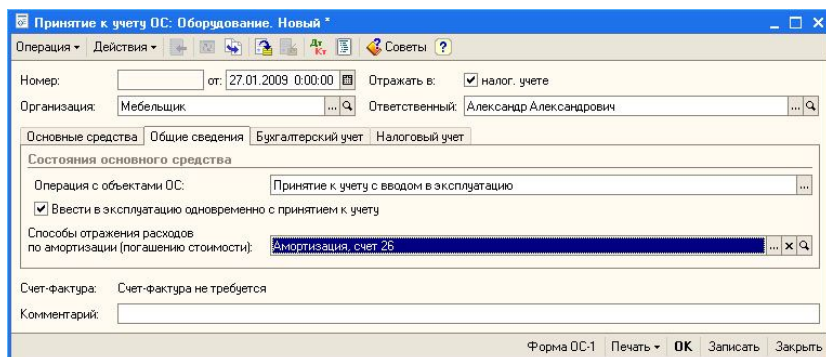 Принятие к учету ОС: Оборудование. Новый *
Операция Действия Дт Кт Советы ?
Номер: от: 27.01.2009 0:00:00 Отражать в: налог. учете
Организация: Мебельщик ... Ответственный: Александр Александрович ...
Основные средства Общие сведения Бухгалтерский учет Налоговый учет
Состояния основного средства
Операция с объектами ОС: Принятие к учету с вводом в эксплуатацию ...
Ввести в эксплуатацию одновременно с принятием к учету
Способы отражения расходов
по амортизации (погашению стоимости): Амортизация, счет 26 ... x
Счет-фактура: Счет-фактура не требуется
Комментарий:
Форма ОС-1 Печать OK Записать Закрыть